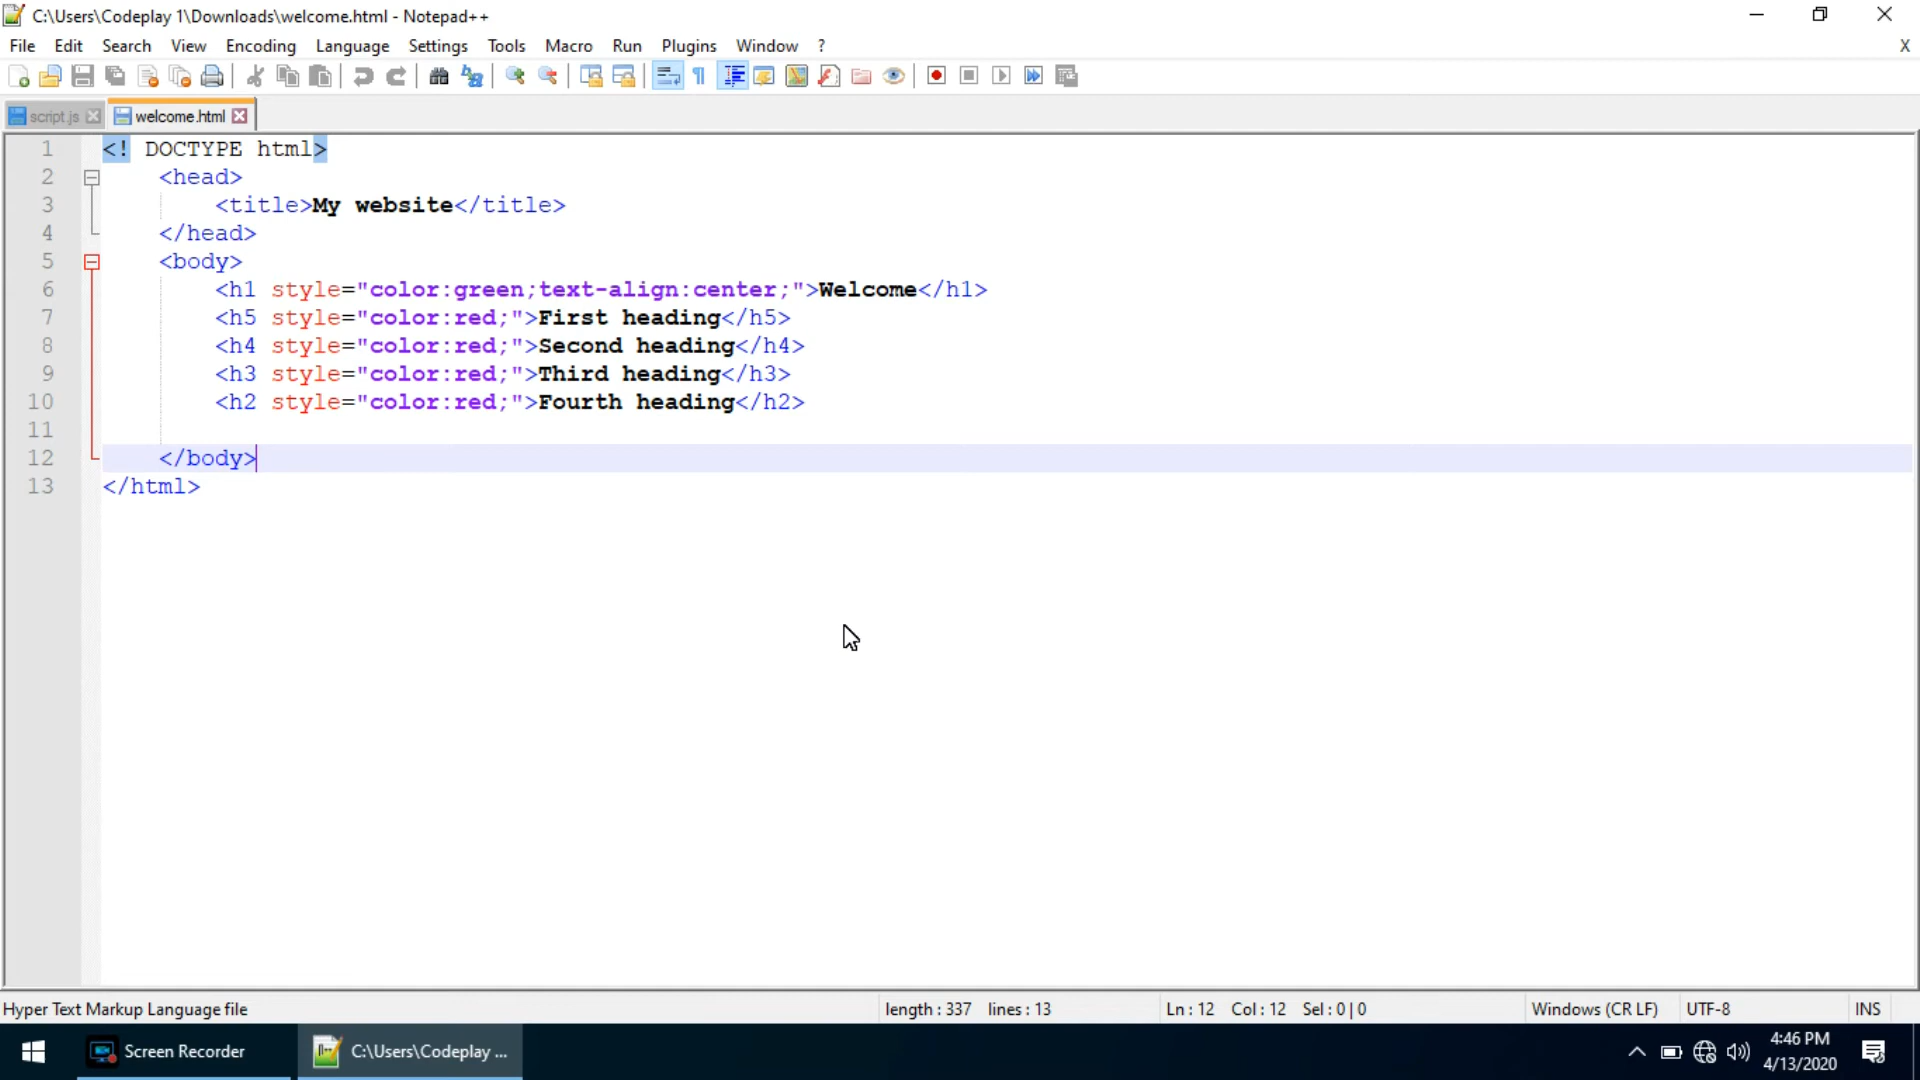 C:\Users\Codeplay 1\Downloads\welcome.html - Notepad++
File Edit Search View Encoding Language Settings Tools Macro Run Plugins Window ? X
script.js welcome.html
1 <! DOCTYPE html>
2 <head>
3 <title>My website</title>
4 </head>
5 <body>
6 <h1 style="color:green;text-align:center;">Welcome</h1>
7 <h5 style="color:red;">First heading</h5>
8 <h4 style="color:red;">Second heading</h4>
9 <h3 style="color:red;">Third heading</h3>
10 <h2 style="color:red;">Fourth heading</h2>
11
12 </body>
13 </html>
Hyper Text Markup Language file length : 337 lines : 13 Ln : 12 Col : 12 Sel : 0 | 0 Windows (CR LF) UTF-8 INS
Screen Recorder C:\Users\Codeplay ... 4:46 PM
4/13/2020